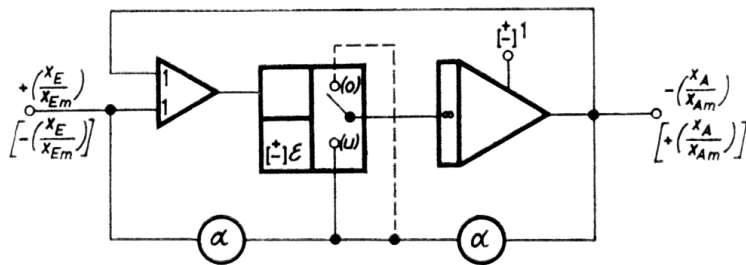 [+-]1
+(x_E/x_Em)
[-(x_E/x_Em)]
1
1
(o)
(u)
[+-]ε
∞
-(x_A/x_Am)
[+(x_A/x_Am)]
α
α